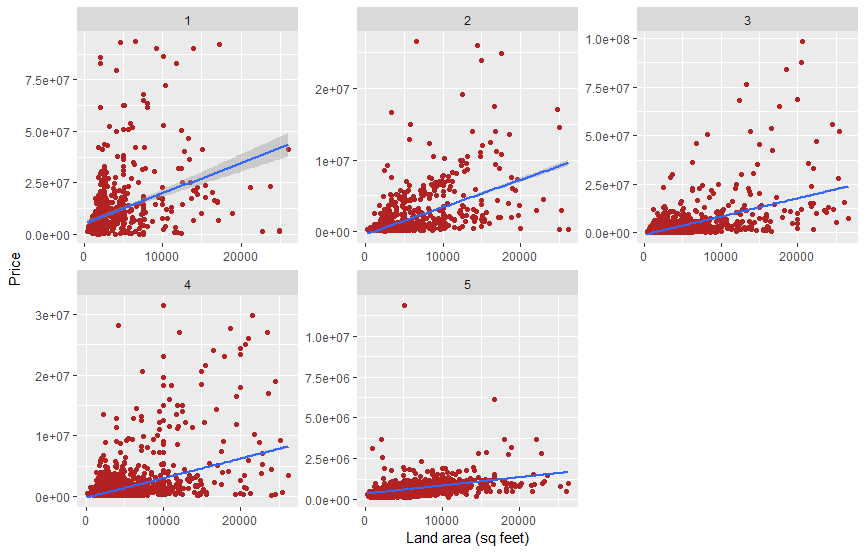 1 2 3
7.5e+07
5.0e+07
2.5e+07
0.0e+00
0 10000 20000
2e+07
1e+07
0e+00
0 10000 20000
1.0e+08
7.5e+07
5.0e+07
2.5e+07
0.0e+00
0 10000 20000
Price
4 5
3e+07
2e+07
1e+07
0e+00
0 10000 20000
1.0e+07
7.5e+06
5.0e+06
2.5e+06
0.0e+00
0 10000 20000
Land area (sq feet)